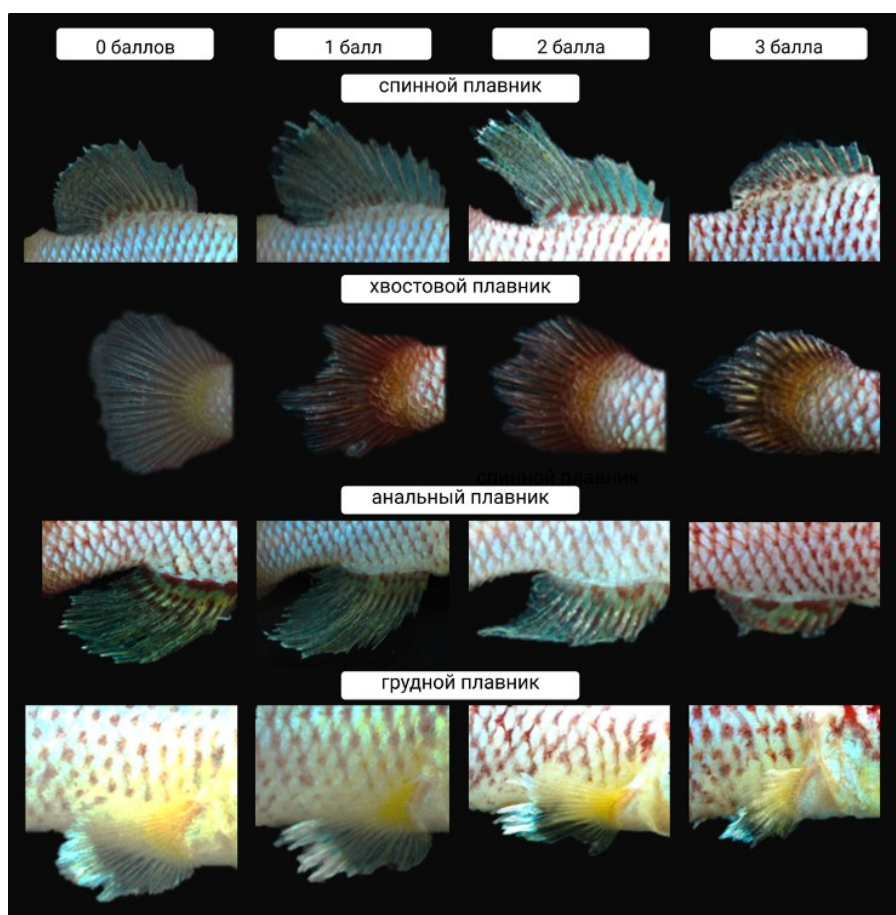 0 баллов
1 балл
2 балла
3 балла
спинной плавник
хвостовой плавник
спинной плавник
анальный плавник
грудной плавник